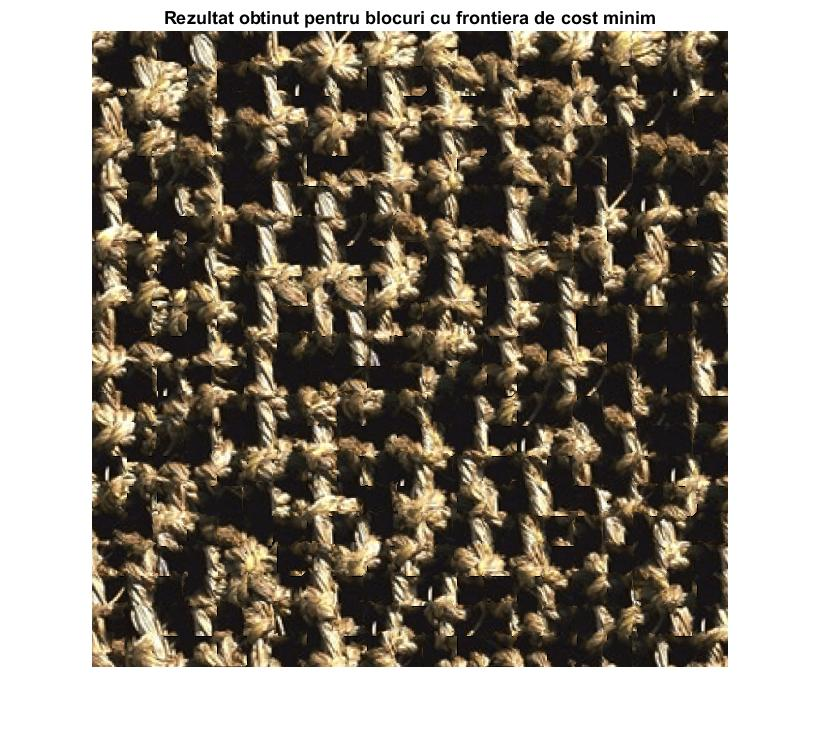 Rezultat obtinut pentru blocuri cu frontiera de cost minim